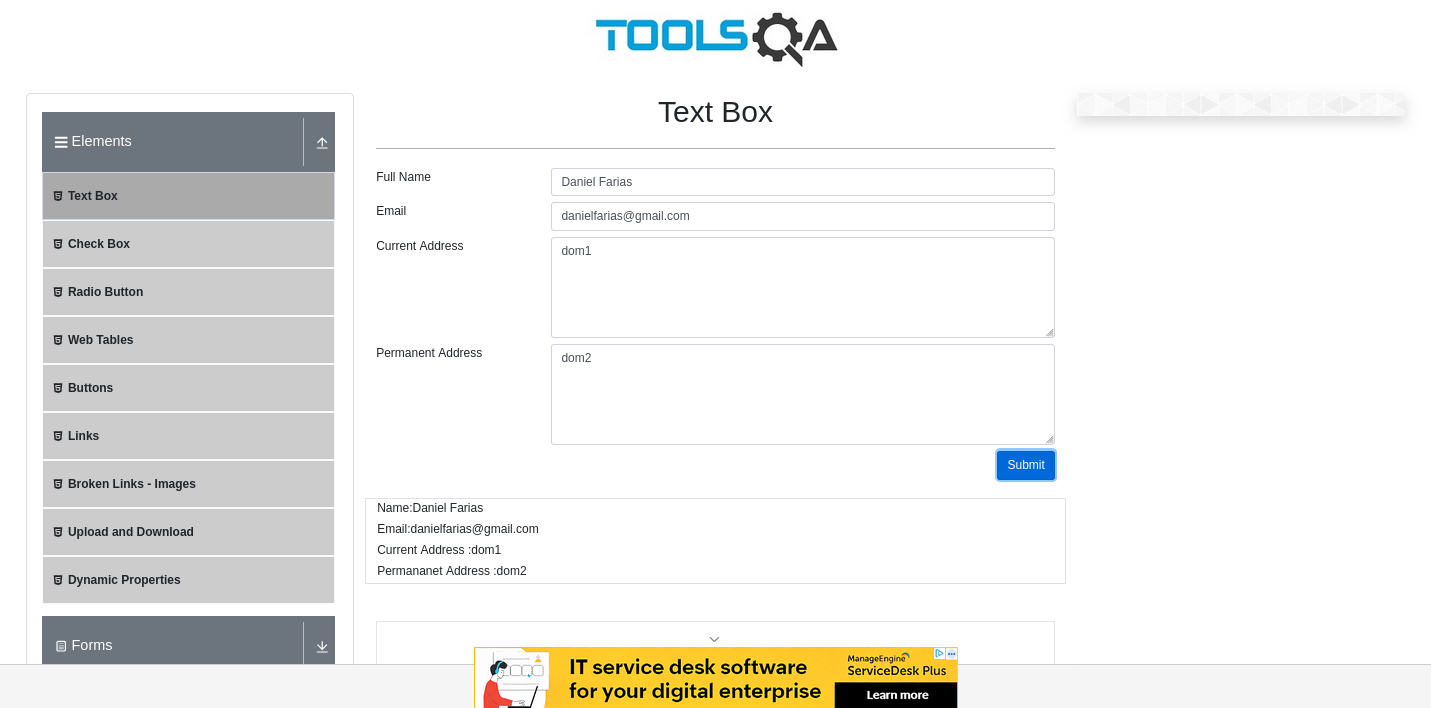 TOOLSQA
Elements
Text Box
Check Box
Radio Button
Web Tables
Buttons
Links
Broken Links - Images
Upload and Download
Dynamic Properties
Forms
Text Box
Full Name
Daniel Farias
Email
danielfarias@gmail.com
Current Address
dom1
Permanent Address
dom2
Submit
Name:Daniel Farias
Email:danielfarias@gmail.com
Current Address :dom1
Permananet Address :dom2
IT service desk software
for your digital enterprise
ManageEngine
ServiceDesk Plus
Learn more